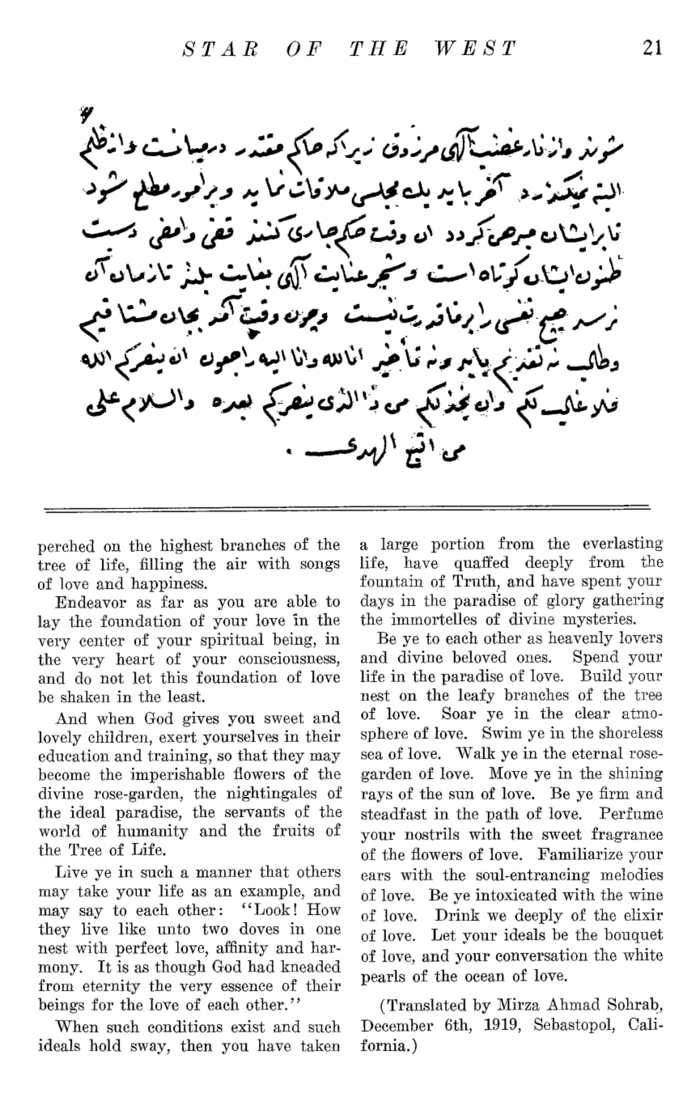 STAR OF THE WEST 21
شوند و از نار غضب الهی مرزوق زیرا که حاکم مقتدر در میانست و از ظلم
البته نمیگذرد آخر باید یك مجلس ملاقات نماید و بر امور مطلع شود
تا بر ایشان مبرهن گردد آن وقت حکم جاری کنند قضی و امضی دست
ظنون ایشان کوتاه است و شجر عنایت الهی بغایت بلند تا زمان آن
نرسد هیچ نفسی را بر ما قدرت نیست و چون وقت آمد بجان مشتاقیم
و طالب نه تقدیم یابد و نه تأخیر انا لله و انا الیه راجعون ان ینصرکم الله
فلا غالب لکم و ان یخذلکم من ذا الذی ینصرکم بعده والسلام علی
من اتبع الهدی .
perched on the highest branches of the
tree of life, filling the air with songs
of love and happiness.
Endeavor as far as you are able to
lay the foundation of your love in the
very center of your spiritual being, in
the very heart of your consciousness,
and do not let this foundation of love
be shaken in the least.
And when God gives you sweet and
lovely children, exert yourselves in their
education and training, so that they may
become the imperishable flowers of the
divine rose-garden, the nightingales of
the ideal paradise, the servants of the
world of humanity and the fruits of
the Tree of Life.
Live ye in such a manner that others
may take your life as an example, and
may say to each other: "Look! How
they live like unto two doves in one
nest with perfect love, affinity and har-
mony. It is as though God had kneaded
from eternity the very essence of their
beings for the love of each other."
When such conditions exist and such
ideals hold sway, then you have taken
a large portion from the everlasting
life, have quaffed deeply from the
fountain of Truth, and have spent your
days in the paradise of glory gathering
the immortelles of divine mysteries.
Be ye to each other as heavenly lovers
and divine beloved ones. Spend your
life in the paradise of love. Build your
nest on the leafy branches of the tree
of love. Soar ye in the clear atmo-
sphere of love. Swim ye in the shoreless
sea of love. Walk ye in the eternal rose-
garden of love. Move ye in the shining
rays of the sun of love. Be ye firm and
steadfast in the path of love. Perfume
your nostrils with the sweet fragrance
of the flowers of love. Familiarize your
ears with the soul-entrancing melodies
of love. Be ye intoxicated with the wine
of love. Drink we deeply of the elixir
of love. Let your ideals be the bouquet
of love, and your conversation the white
pearls of the ocean of love.
(Translated by Mirza Ahmad Sohrab,
December 6th, 1919, Sebastopol, Cali-
fornia.)